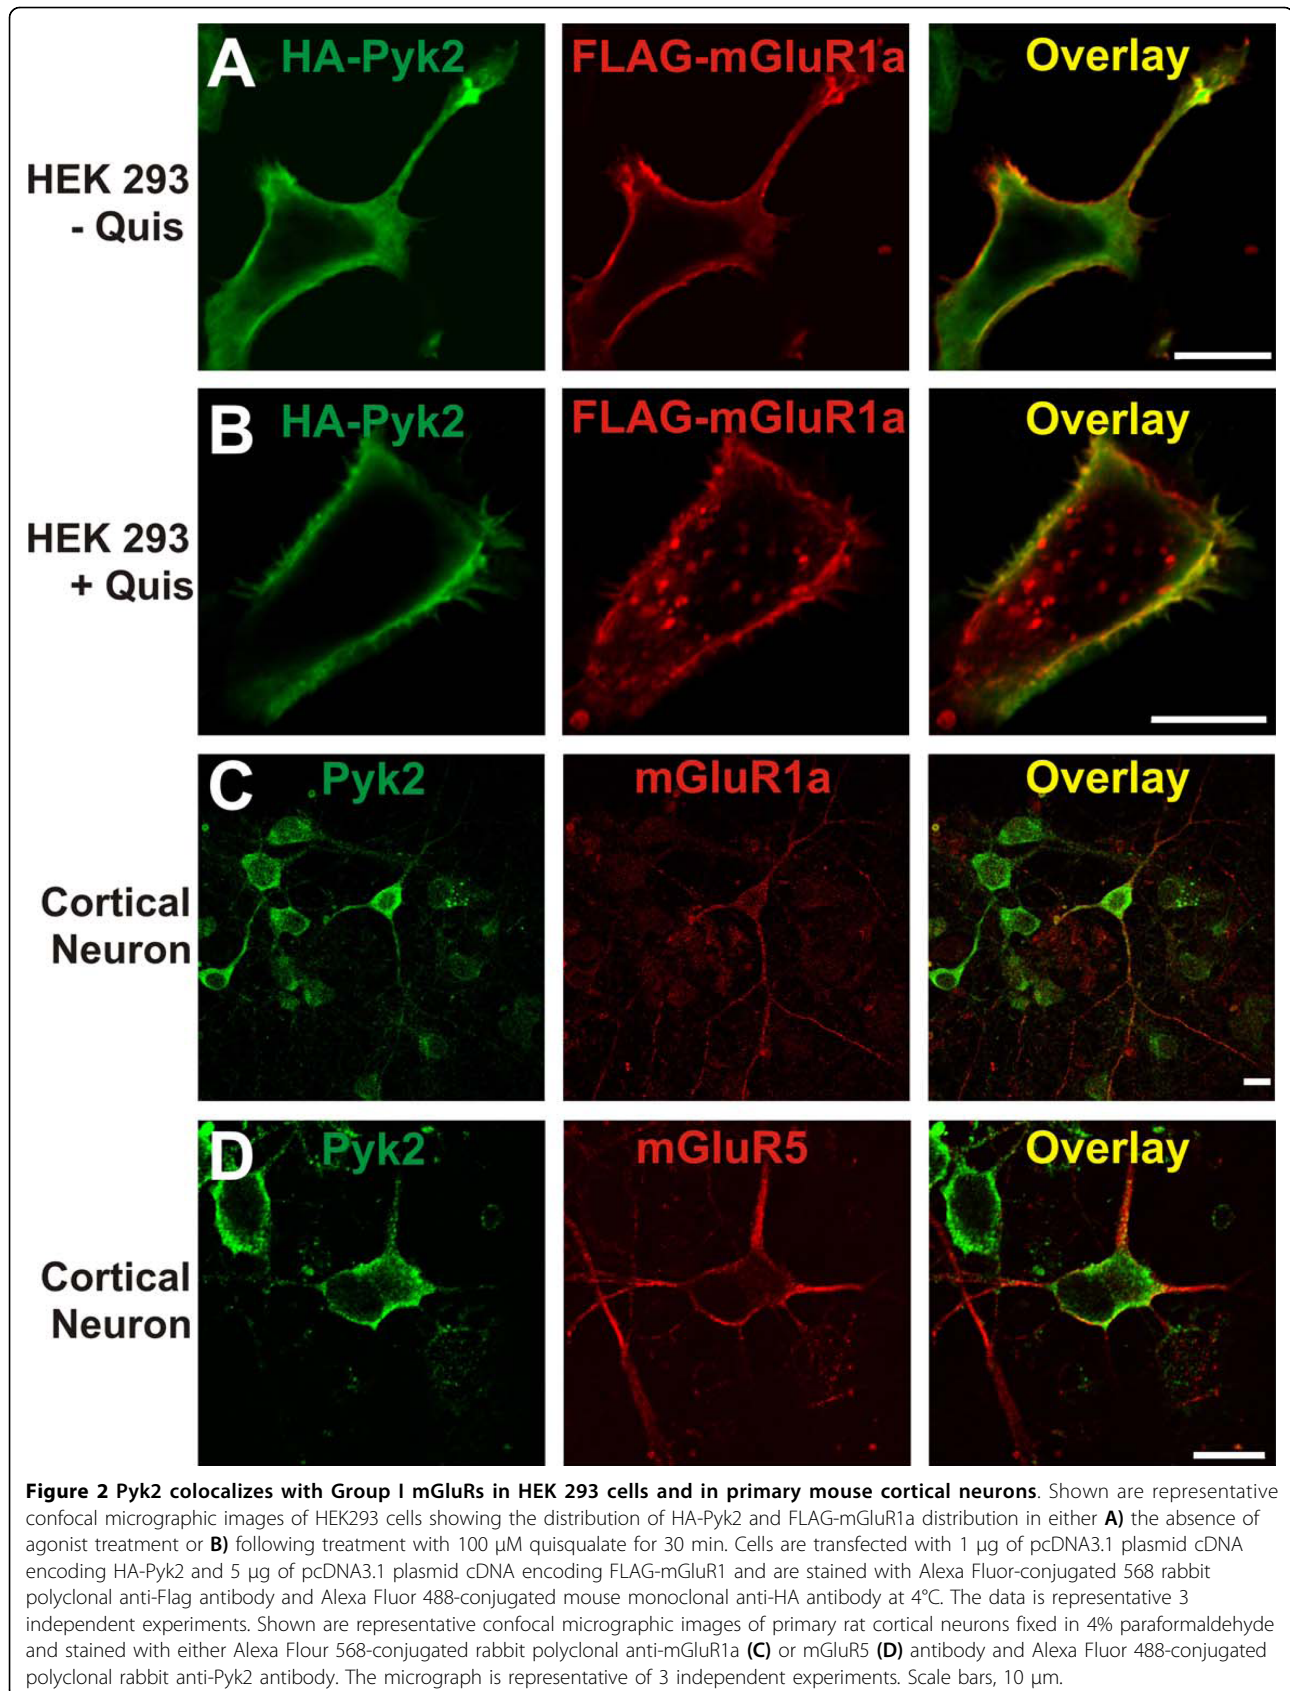 A HA-Pyk2 FLAG-mGluR1a Overlay
HEK 293
- Quis
B HA-Pyk2 FLAG-mGluR1a Overlay
HEK 293
+ Quis
C Pyk2 mGluR1a Overlay
Cortical
Neuron
D Pyk2 mGluR5 Overlay
Cortical
Neuron
Figure 2 Pyk2 colocalizes with Group I mGluRs in HEK 293 cells and in primary mouse cortical neurons. Shown are representative
confocal micrographic images of HEK293 cells showing the distribution of HA-Pyk2 and FLAG-mGluR1a distribution in either A) the absence of
agonist treatment or B) following treatment with 100 μM quisqualate for 30 min. Cells are transfected with 1 μg of pcDNA3.1 plasmid cDNA
encoding HA-Pyk2 and 5 μg of pcDNA3.1 plasmid cDNA encoding FLAG-mGluR1 and are stained with Alexa Fluor-conjugated 568 rabbit
polyclonal anti-Flag antibody and Alexa Fluor 488-conjugated mouse monoclonal anti-HA antibody at 4°C. The data is representative 3
independent experiments. Shown are representative confocal micrographic images of primary rat cortical neurons fixed in 4% paraformaldehyde
and stained with either Alexa Flour 568-conjugated rabbit polyclonal anti-mGluR1a (C) or mGluR5 (D) antibody and Alexa Fluor 488-conjugated
polyclonal rabbit anti-Pyk2 antibody. The micrograph is representative of 3 independent experiments. Scale bars, 10 μm.